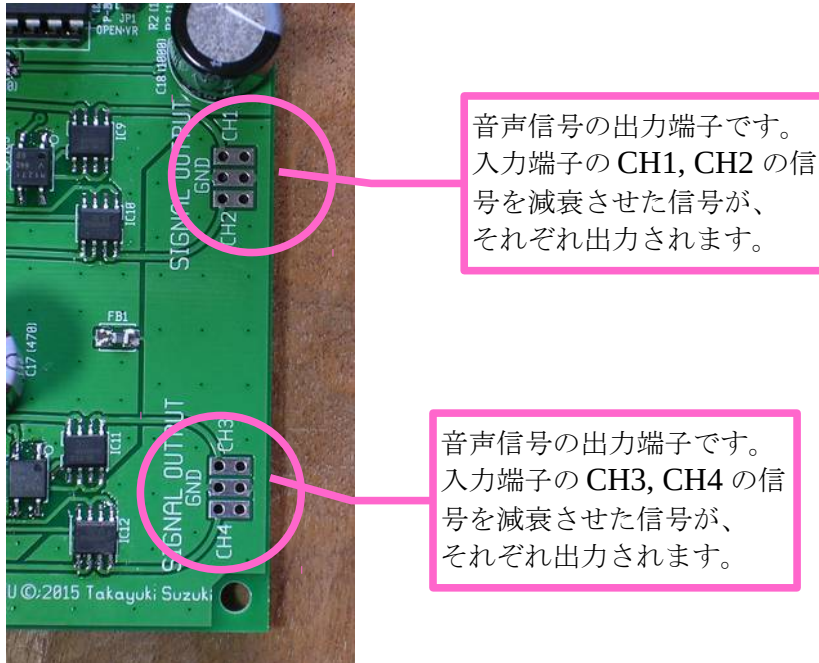 JP1
OPEN:VR
R2
C18 (1000)
IC9
CH1
SIGNAL OUTPUT
GND
CH2
IC10
音声信号の出力端子です。
入力端子の CH1, CH2 の信
号を減衰させた信号が、
それぞれ出力されます。
FB1
C17 (470)
IC11
CH3
SIGNAL OUTPUT
GND
CH4
IC12
音声信号の出力端子です。
入力端子の CH3, CH4 の信
号を減衰させた信号が、
それぞれ出力されます。
U ©;2015 Takayuki Suzuki